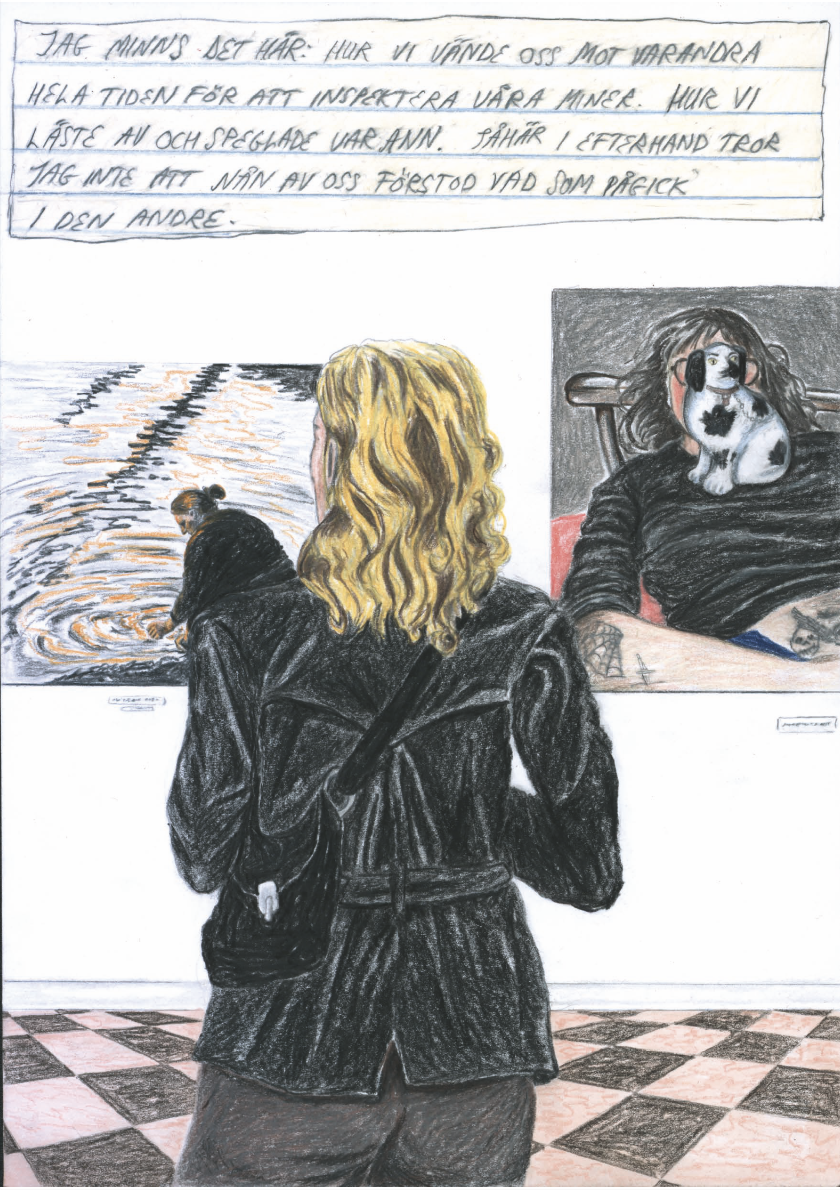 JAG MINNS DET HÄR: HUR VI VÄNDE OSS MOT VARANDRA
HELA TIDEN FÖR ATT INSPEKTERA VÅRA MINER. HUR VI
LÄSTE AV OCH SPEGLADE VARANN. SÅHÄR I EFTERHAND TROR
JAG INTE ATT NÅN AV OSS FÖRSTOD VAD SOM PÅGICK
I DEN ANDRE.